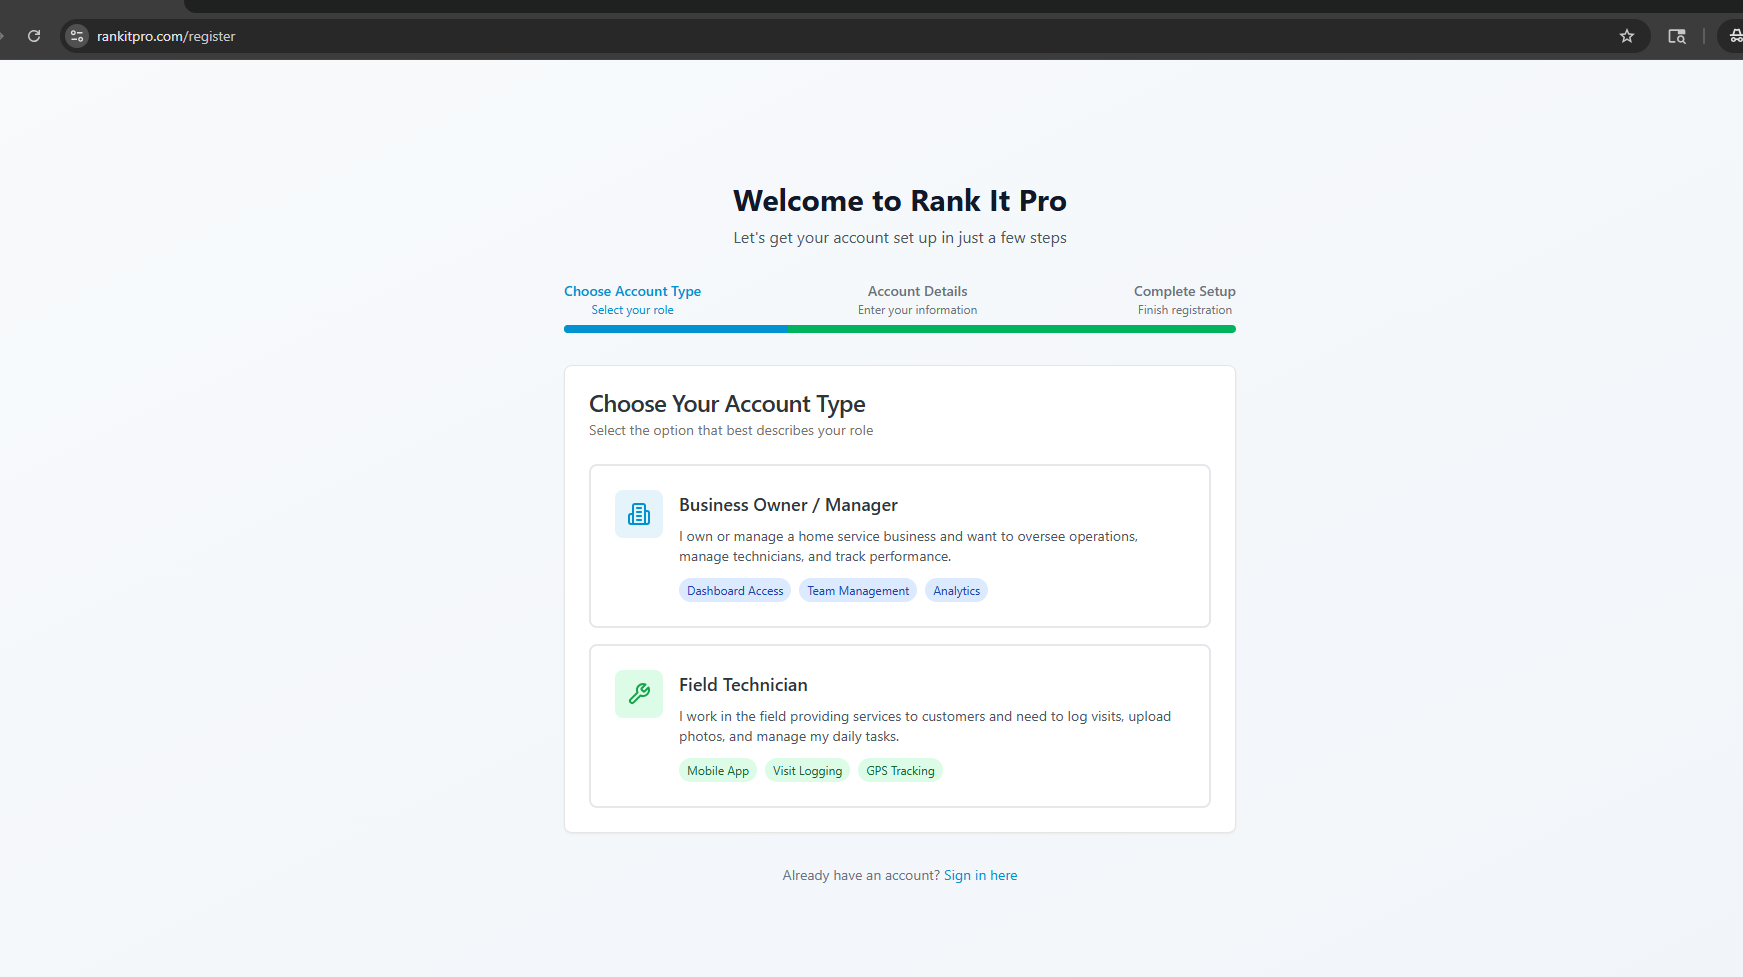 rankitpro.com/register
Welcome to Rank It Pro
Let's get your account set up in just a few steps
Choose Account Type
Select your role
Account Details
Enter your information
Complete Setup
Finish registration
Choose Your Account Type
Select the option that best describes your role
Business Owner / Manager
I own or manage a home service business and want to oversee operations,
manage technicians, and track performance.
Dashboard Access Team Management Analytics
Field Technician
I work in the field providing services to customers and need to log visits, upload
photos, and manage my daily tasks.
Mobile App Visit Logging GPS Tracking
Already have an account? Sign in here